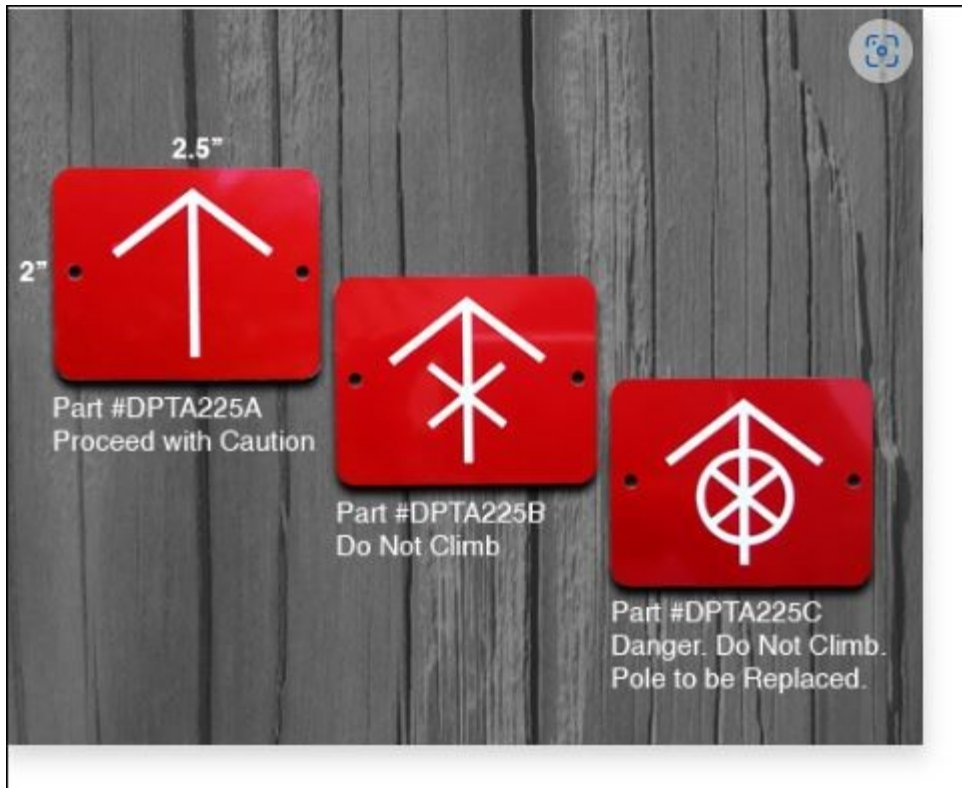 2.5”
2”
Part #DPTA225A
Proceed with Caution
Part #DPTA225B
Do Not Climb
Part #DPTA225C
Danger. Do Not Climb.
Pole to be Replaced.